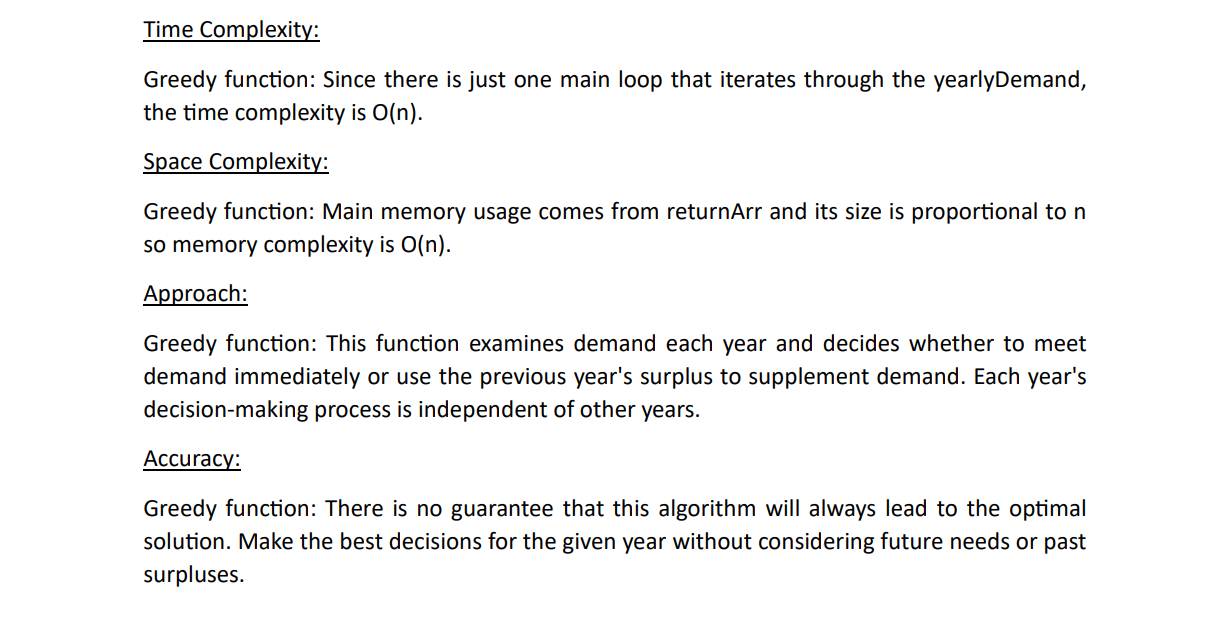 Time Complexity:
Greedy function: Since there is just one main loop that iterates through the yearlyDemand,
the time complexity is O(n).
Space Complexity:
Greedy function: Main memory usage comes from returnArr and its size is proportional to n
so memory complexity is O(n).
Approach:
Greedy function: This function examines demand each year and decides whether to meet
demand immediately or use the previous year's surplus to supplement demand. Each year's
decision-making process is independent of other years.
Accuracy:
Greedy function: There is no guarantee that this algorithm will always lead to the optimal
solution. Make the best decisions for the given year without considering future needs or past
surpluses.